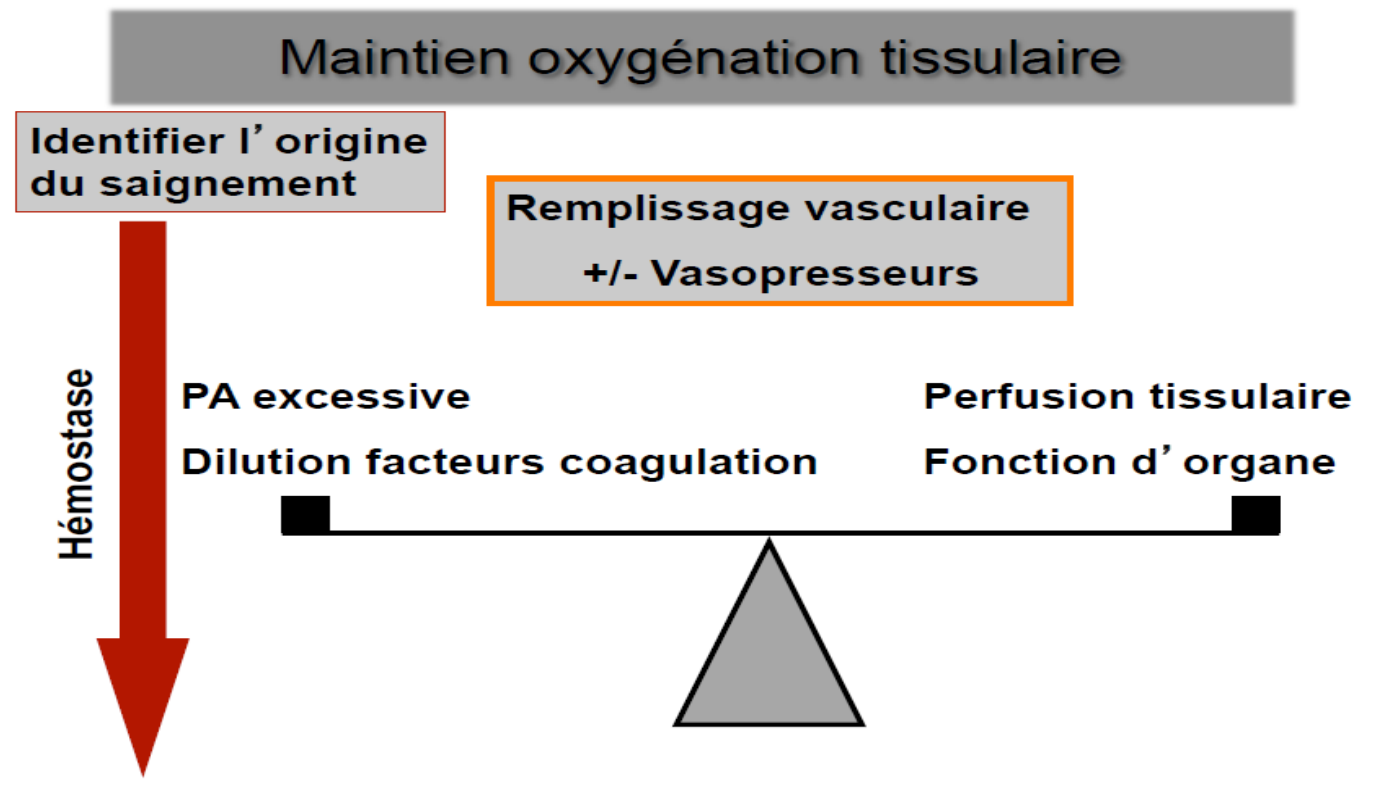 Maintien oxygénation tissulaire
Identifier l’ origine
du saignement
Remplissage vasculaire
+/- Vasopresseurs
Hémostase
PA excessive
Dilution facteurs coagulation
Perfusion tissulaire
Fonction d’ organe